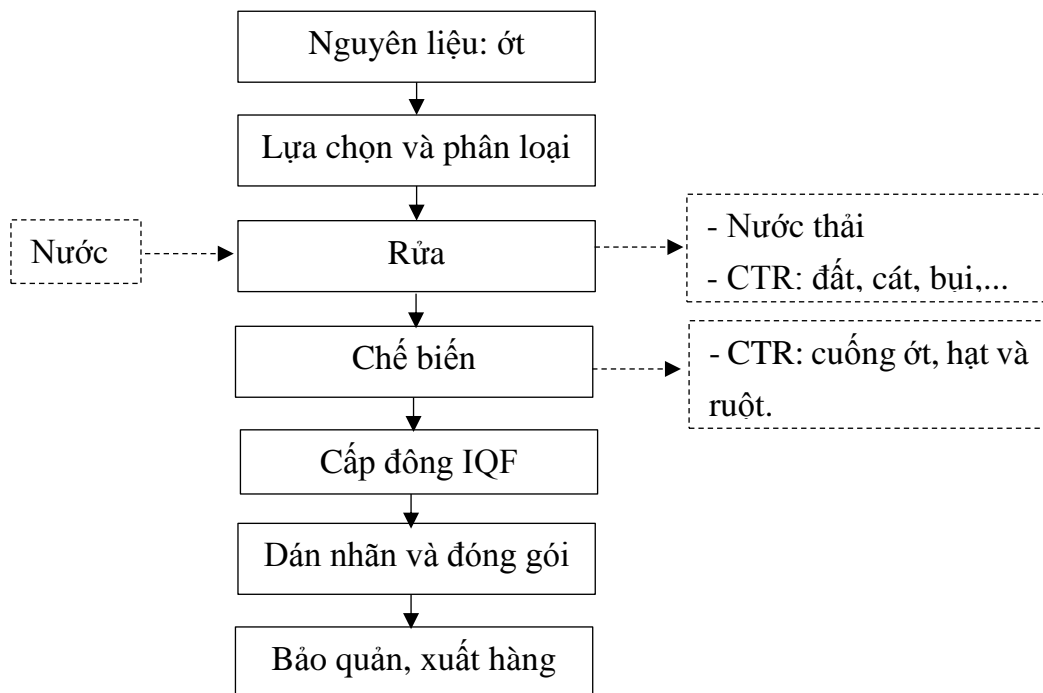 Nguyên liệu: ớt
Lựa chọn và phân loại
Nước
Rửa
- Nước thải
- CTR: đất, cát, bụi,...
Chế biến
- CTR: cuống ớt, hạt và
ruột.
Cấp đông IQF
Dán nhãn và đóng gói
Bảo quản, xuất hàng